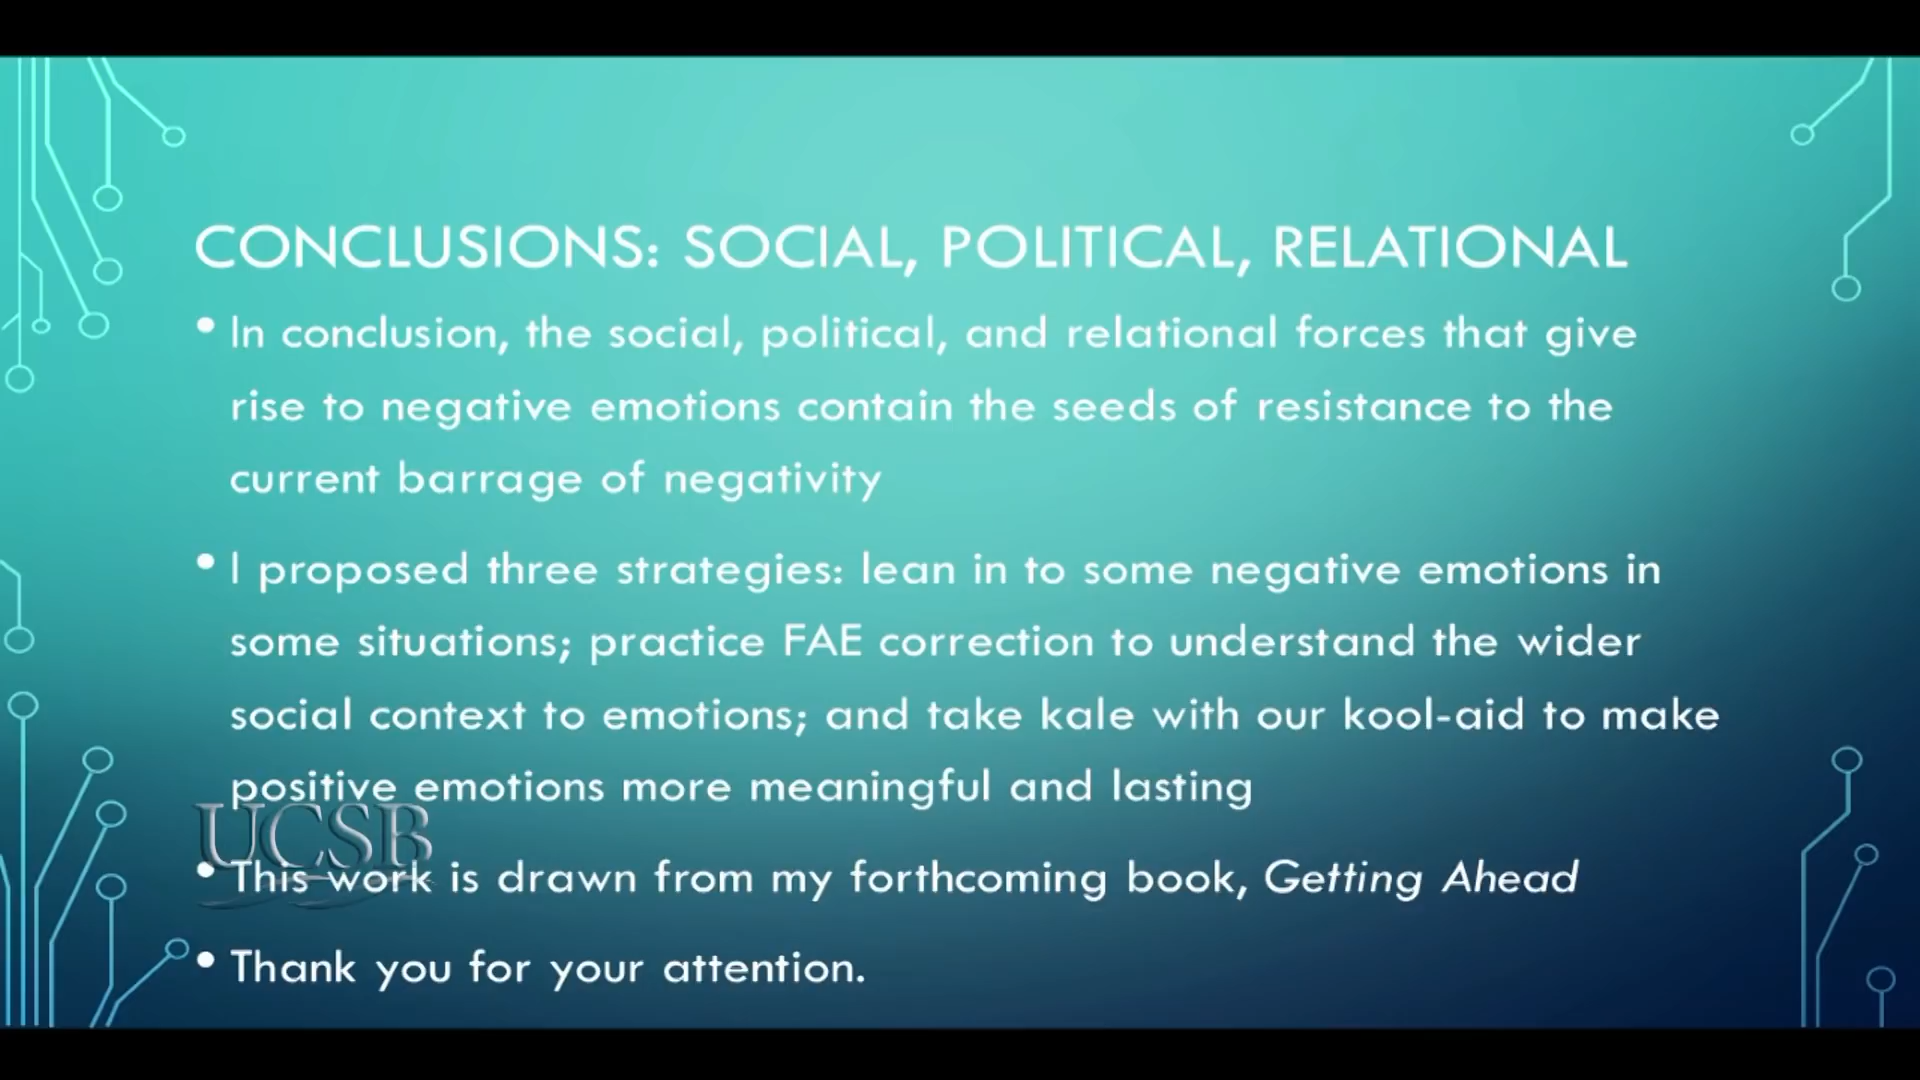 CONCLUSIONS: SOCIAL, POLITICAL, RELATIONAL
• In conclusion, the social, political, and relational forces that give
rise to negative emotions contain the seeds of resistance to the
current barrage of negativity
• I proposed three strategies: lean in to some negative emotions in
some situations; practice FAE correction to understand the wider
social context to emotions; and take kale with our kool-aid to make
positive emotions more meaningful and lasting
UCSB
• This work is drawn from my forthcoming book, Getting Ahead
• Thank you for your attention.